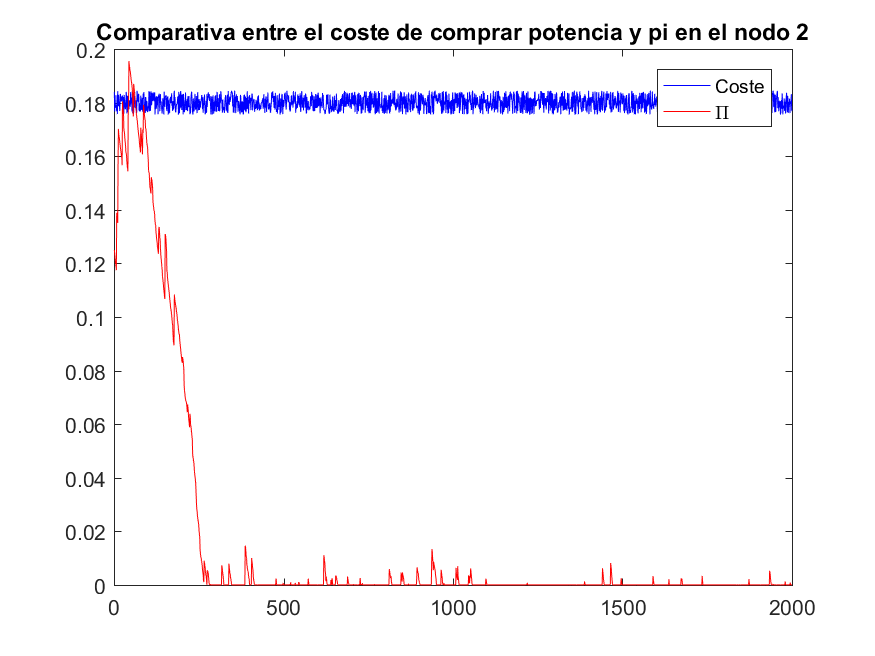 Comparativa entre el coste de comprar potencia y pi en el nodo 2
0.2
0.18
0.16
0.14
0.12
0.1
0.08
0.06
0.04
0.02
0
Coste
Π
0 500 1000 1500 2000